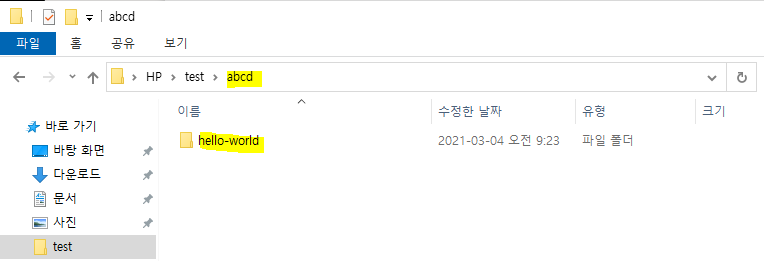 abcd
파일 홈 공유 보기
HP test abcd
이름 수정한 날짜 유형 크기
바로 가기
hello-world 2021-03-04 오전 9:23 파일 폴더
바탕 화면
다운로드
문서
사진
test